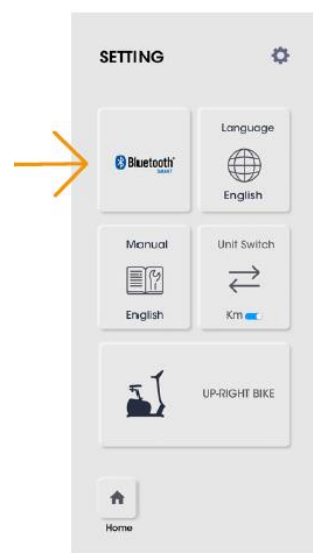 SETTING
Bluetooth®
SMART
Language
English
Manual
English
Unit Switch
Km
UP-RIGHT BIKE
Home